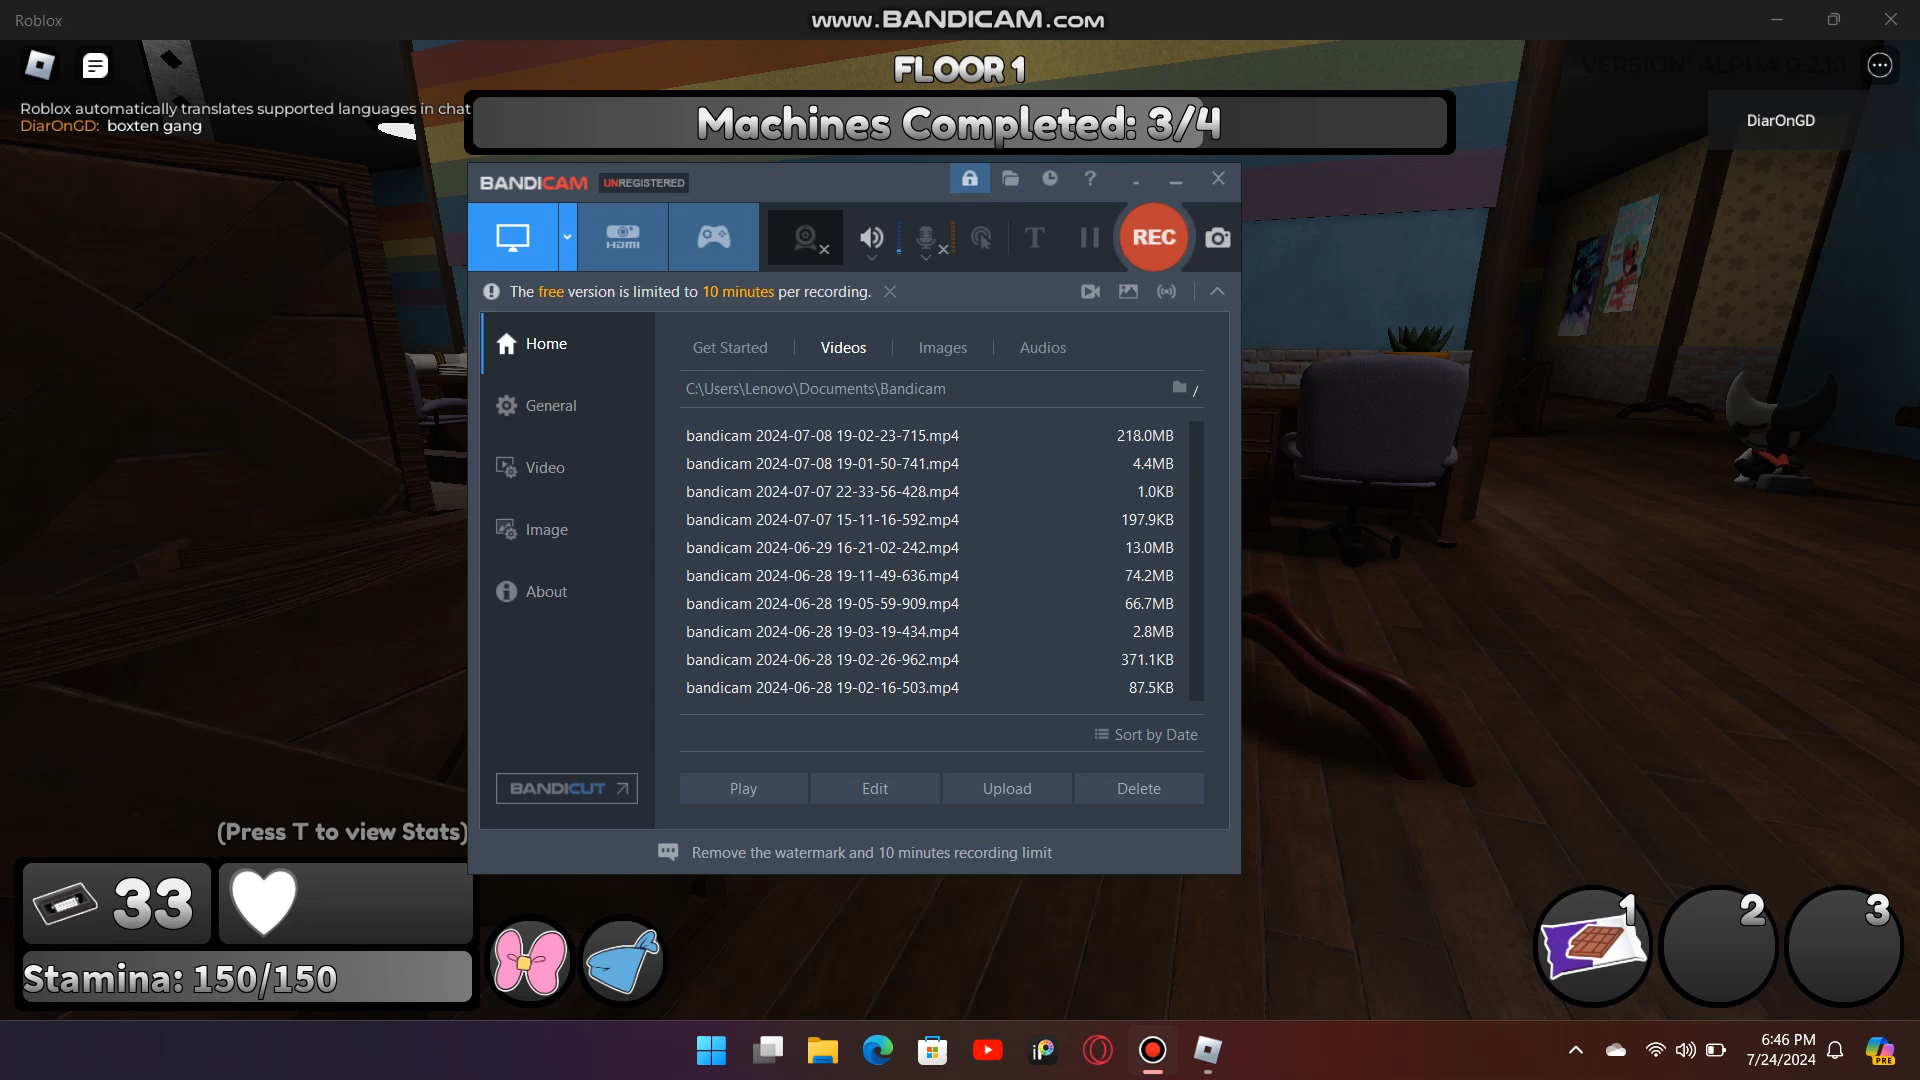 Roblox
www.BANDICAM.com
FLOOR 1
VERSION: ALPHA 0.2.1.1
Roblox automatically translates supported languages in chat
DiarOnGD: boxten gang
Machines Completed: 3/4
DiarOnGD
BANDICAM UNREGISTERED
HDMI
T
REC
The free version is limited to 10 minutes per recording.
Home
General
Video
Image
About
BANDICUT
Get Started
Videos
Images
Audios
C:\Users\Lenovo\Documents\Bandicam
bandicam 2024-07-08 19-02-23-715.mp4 218.0MB
bandicam 2024-07-08 19-01-50-741.mp4 4.4MB
bandicam 2024-07-07 22-33-56-428.mp4 1.0KB
bandicam 2024-07-07 15-11-16-592.mp4 197.9KB
bandicam 2024-06-29 16-21-02-242.mp4 13.0MB
bandicam 2024-06-28 19-11-49-636.mp4 74.2MB
bandicam 2024-06-28 19-05-59-909.mp4 66.7MB
bandicam 2024-06-28 19-03-19-434.mp4 2.8MB
bandicam 2024-06-28 19-02-26-962.mp4 371.1KB
bandicam 2024-06-28 19-02-16-503.mp4 87.5KB
Sort by Date
Play
Edit
Upload
Delete
Remove the watermark and 10 minutes recording limit
(Press T to view Stats)
33
Stamina: 150/150
1
2
3
6:46 PM
7/24/2024
PRE